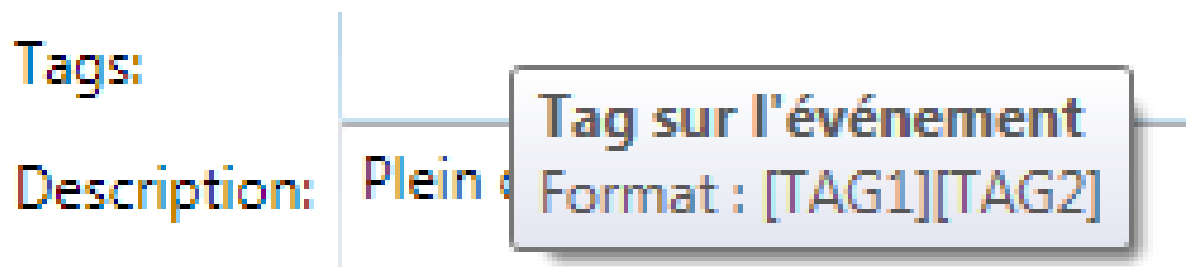 Tags:
Tag sur l'événement
Format : [TAG1][TAG2]
Description: Plein